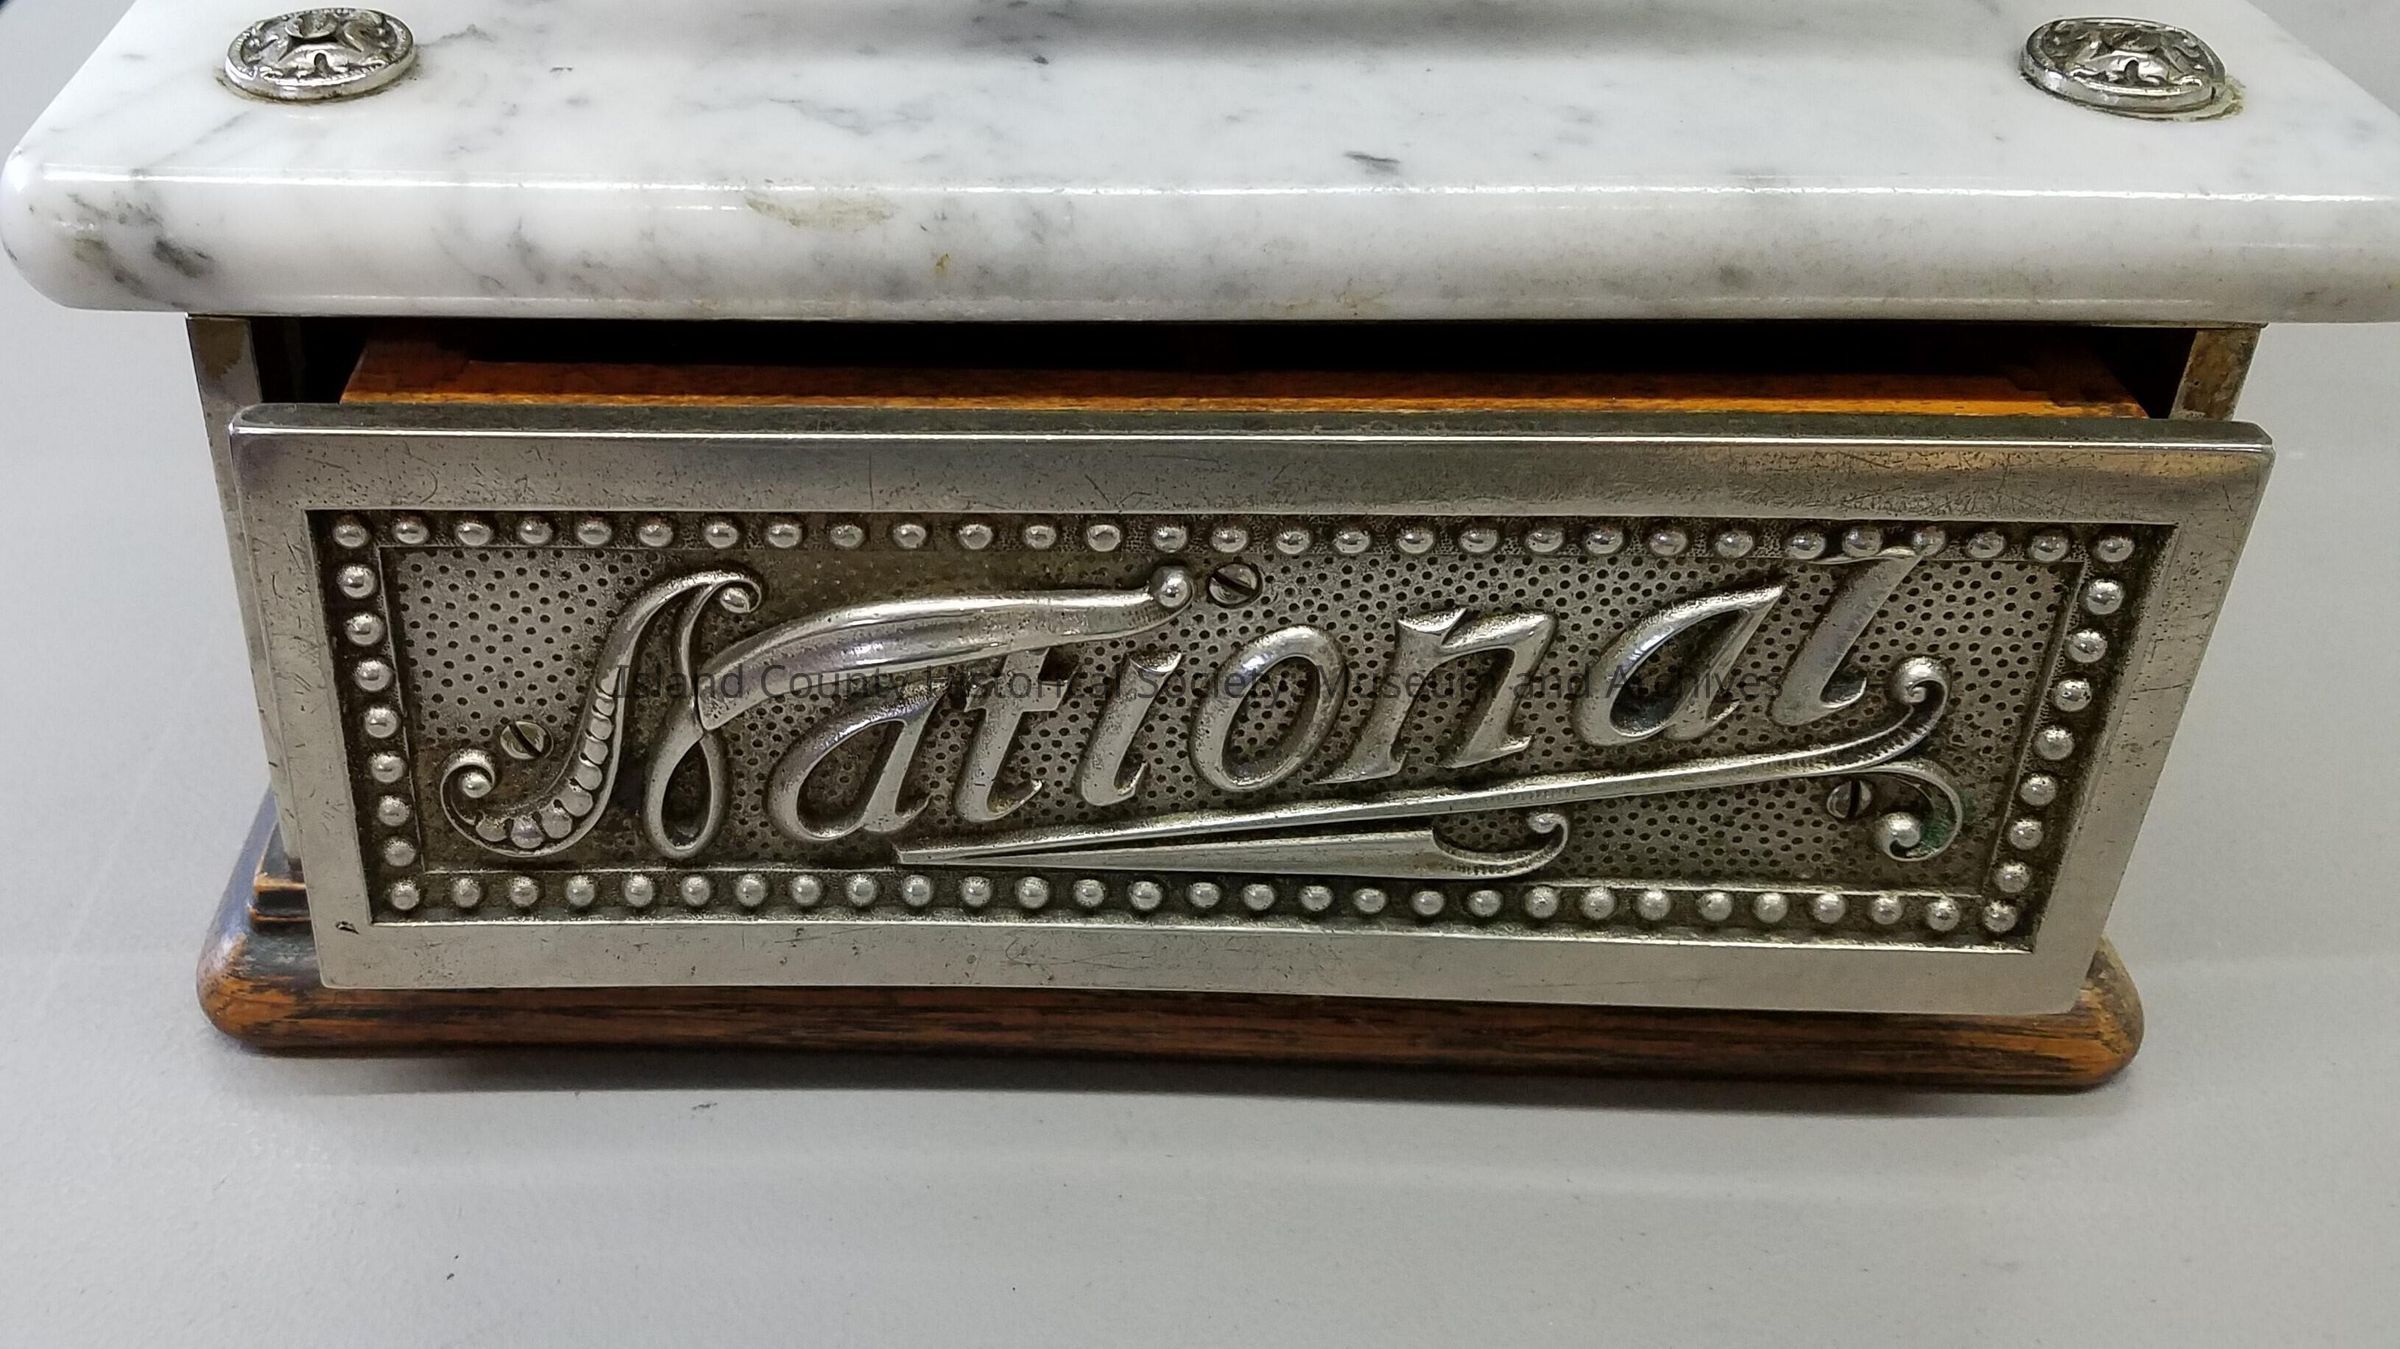 National
Island County Historical Society, Museum and Archives